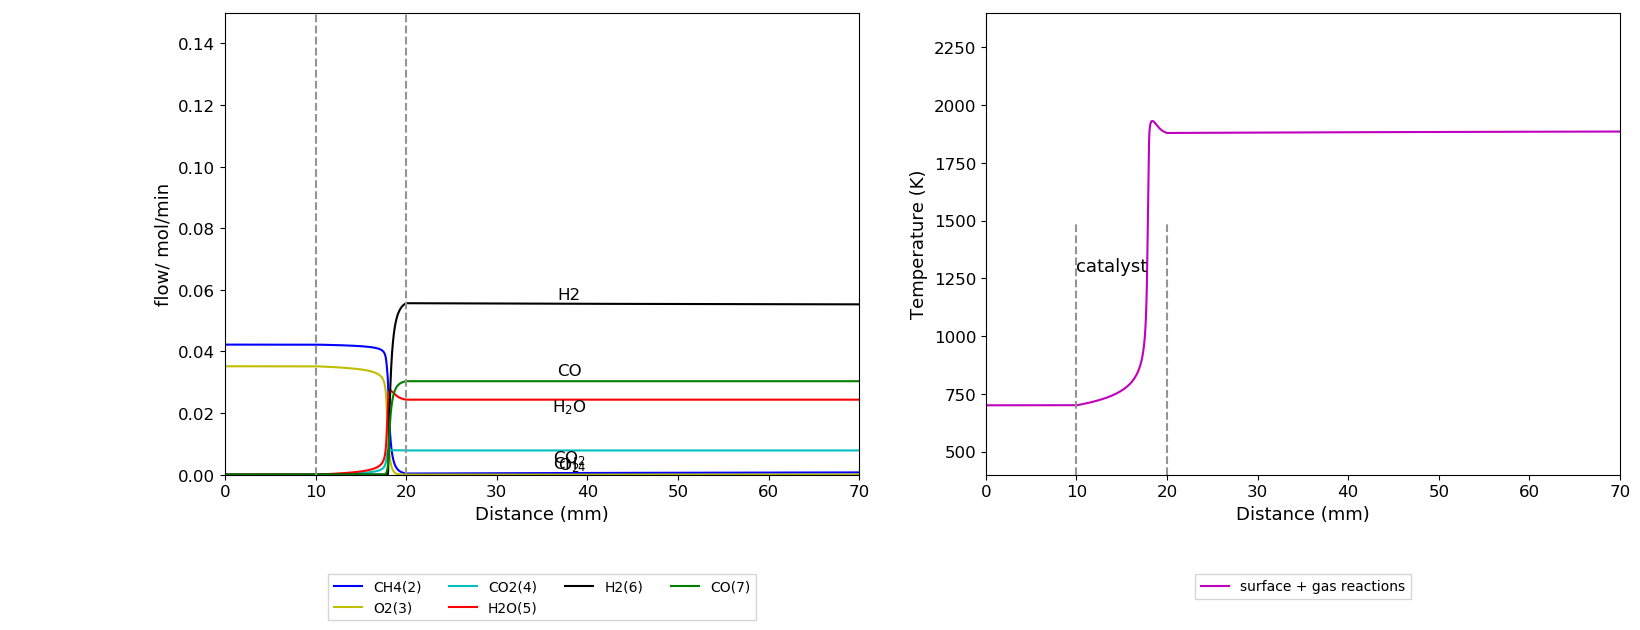 0.14
0.12
0.10
0.08
0.06
0.04
0.02
0.00
flow/ mol/min
H2
CO
H₂O
CO₂
CH₄
O₂
0 10 20 30 40 50 60 70
Distance (mm)
CH4(2) CO2(4) H2(6) CO(7)
O2(3) H2O(5)
2250
2000
1750
1500
1250
1000
750
500
Temperature (K)
catalyst
0 10 20 30 40 50 60 70
Distance (mm)
surface + gas reactions